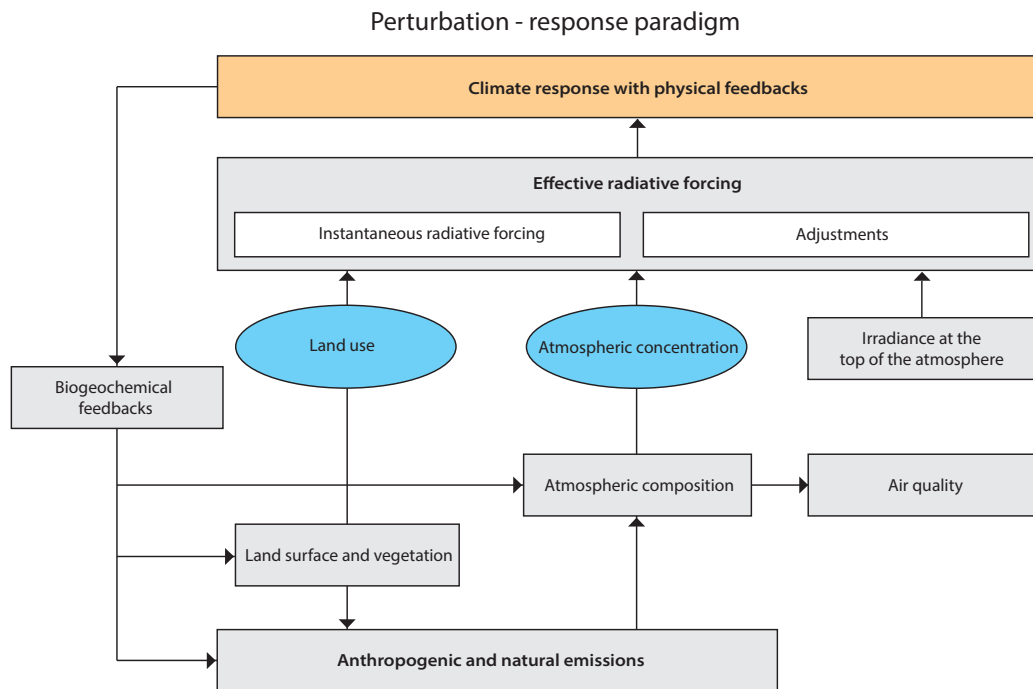 Perturbation - response paradigm
Climate response with physical feedbacks
Effective radiative forcing
Instantaneous radiative forcing
Adjustments
Land use
Atmospheric concentration
Irradiance at the
top of the atmosphere
Biogeochemical
feedbacks
Atmospheric composition
Air quality
Land surface and vegetation
Anthropogenic and natural emissions